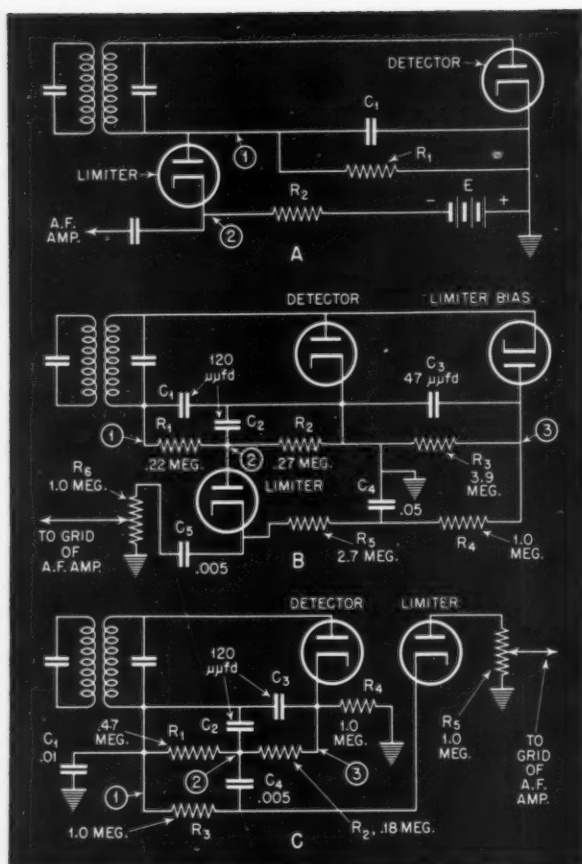 DETECTOR
C1
1
R1
LIMITER
R2
E
- +
A.F.
AMP.
2
A
DETECTOR
LIMITER BIAS
120
µµfd
C3
47 µµfd
C1
C2
1
R1
R2
3
.22 MEG.
2
.27 MEG.
R3
3.9
MEG.
R6
1.0 MEG.
LIMITER
C4
.05
TO GRID
OF
A.F. AMP.
C5
.005
R5
2.7 MEG.
R4
1.0
MEG.
B
DETECTOR
LIMITER
120
µµfd
C3
R4
1.0
MEG.
C2
R5
1.0
MEG.
.47
MEG.
C1
.01
R1
2
3
TO
GRID
OF
A.F. AMP.
1
C4
.005
1.0 MEG.
R3
R2, .18 MEG.
C